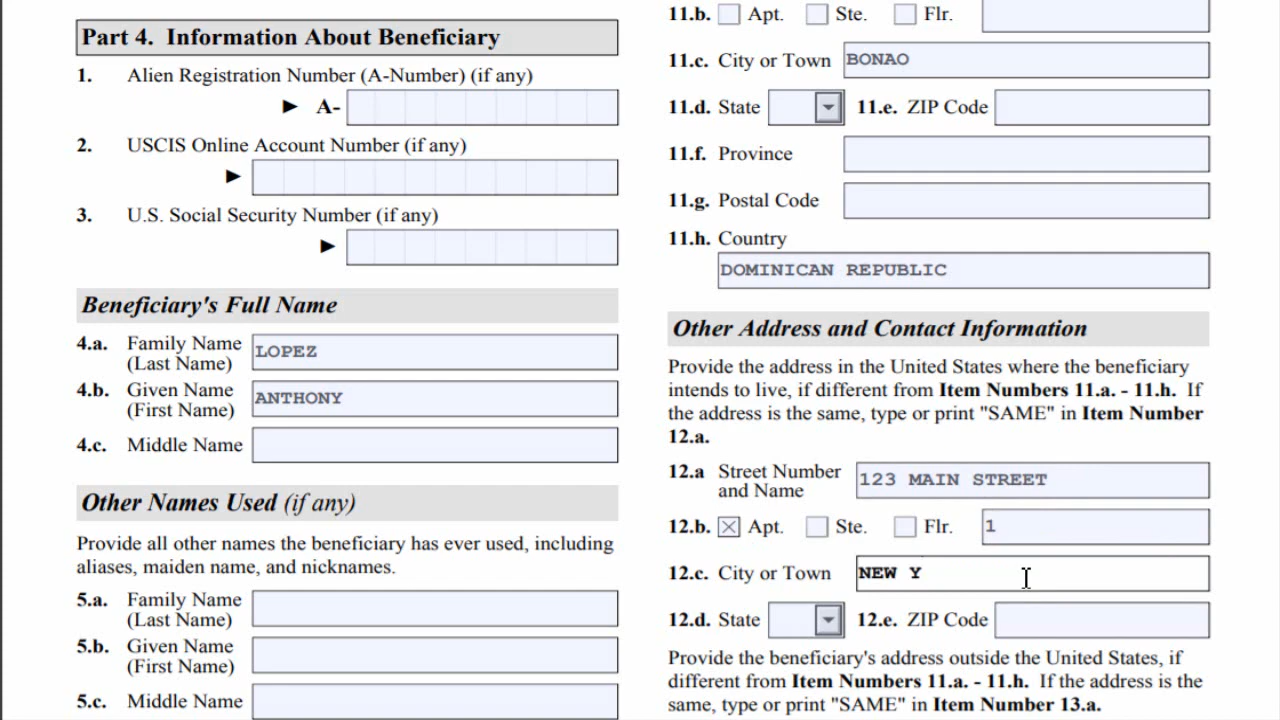 Part 4. Information About Beneficiary
1. Alien Registration Number (A-Number) (if any)
► A-
2. USCIS Online Account Number (if any)
►
3. U.S. Social Security Number (if any)
►
Beneficiary's Full Name
4.a. Family Name
(Last Name)
LOPEZ
4.b. Given Name
(First Name)
ANTHONY
4.c. Middle Name
Other Names Used (if any)
Provide all other names the beneficiary has ever used, including
aliases, maiden name, and nicknames.
5.a. Family Name
(Last Name)
5.b. Given Name
(First Name)
5.c. Middle Name
11.b. Apt. Ste. Flr.
11.c. City or Town BONAO
11.d. State 11.e. ZIP Code
11.f. Province
11.g. Postal Code
11.h. Country
DOMINICAN REPUBLIC
Other Address and Contact Information
Provide the address in the United States where the beneficiary
intends to live, if different from Item Numbers 11.a. - 11.h. If
the address is the same, type or print "SAME" in Item Number
12.a.
12.a Street Number
and Name
123 MAIN STREET
12.b. Apt. Ste. Flr. 1
12.c. City or Town NEW Y
12.d. State 12.e. ZIP Code
Provide the beneficiary's address outside the United States, if
different from Item Numbers 11.a. - 11.h. If the address is the
same, type or print "SAME" in Item Number 13.a.